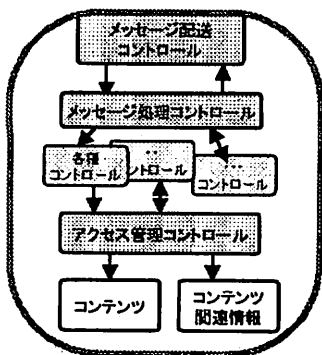 メッセージ配送
コントロール
メッセージ処理コントロール
各種
コントロール
・・
コントロール
・・・
コントロール
アクセス管理コントロール
コンテンツ
コンテンツ
関連情報